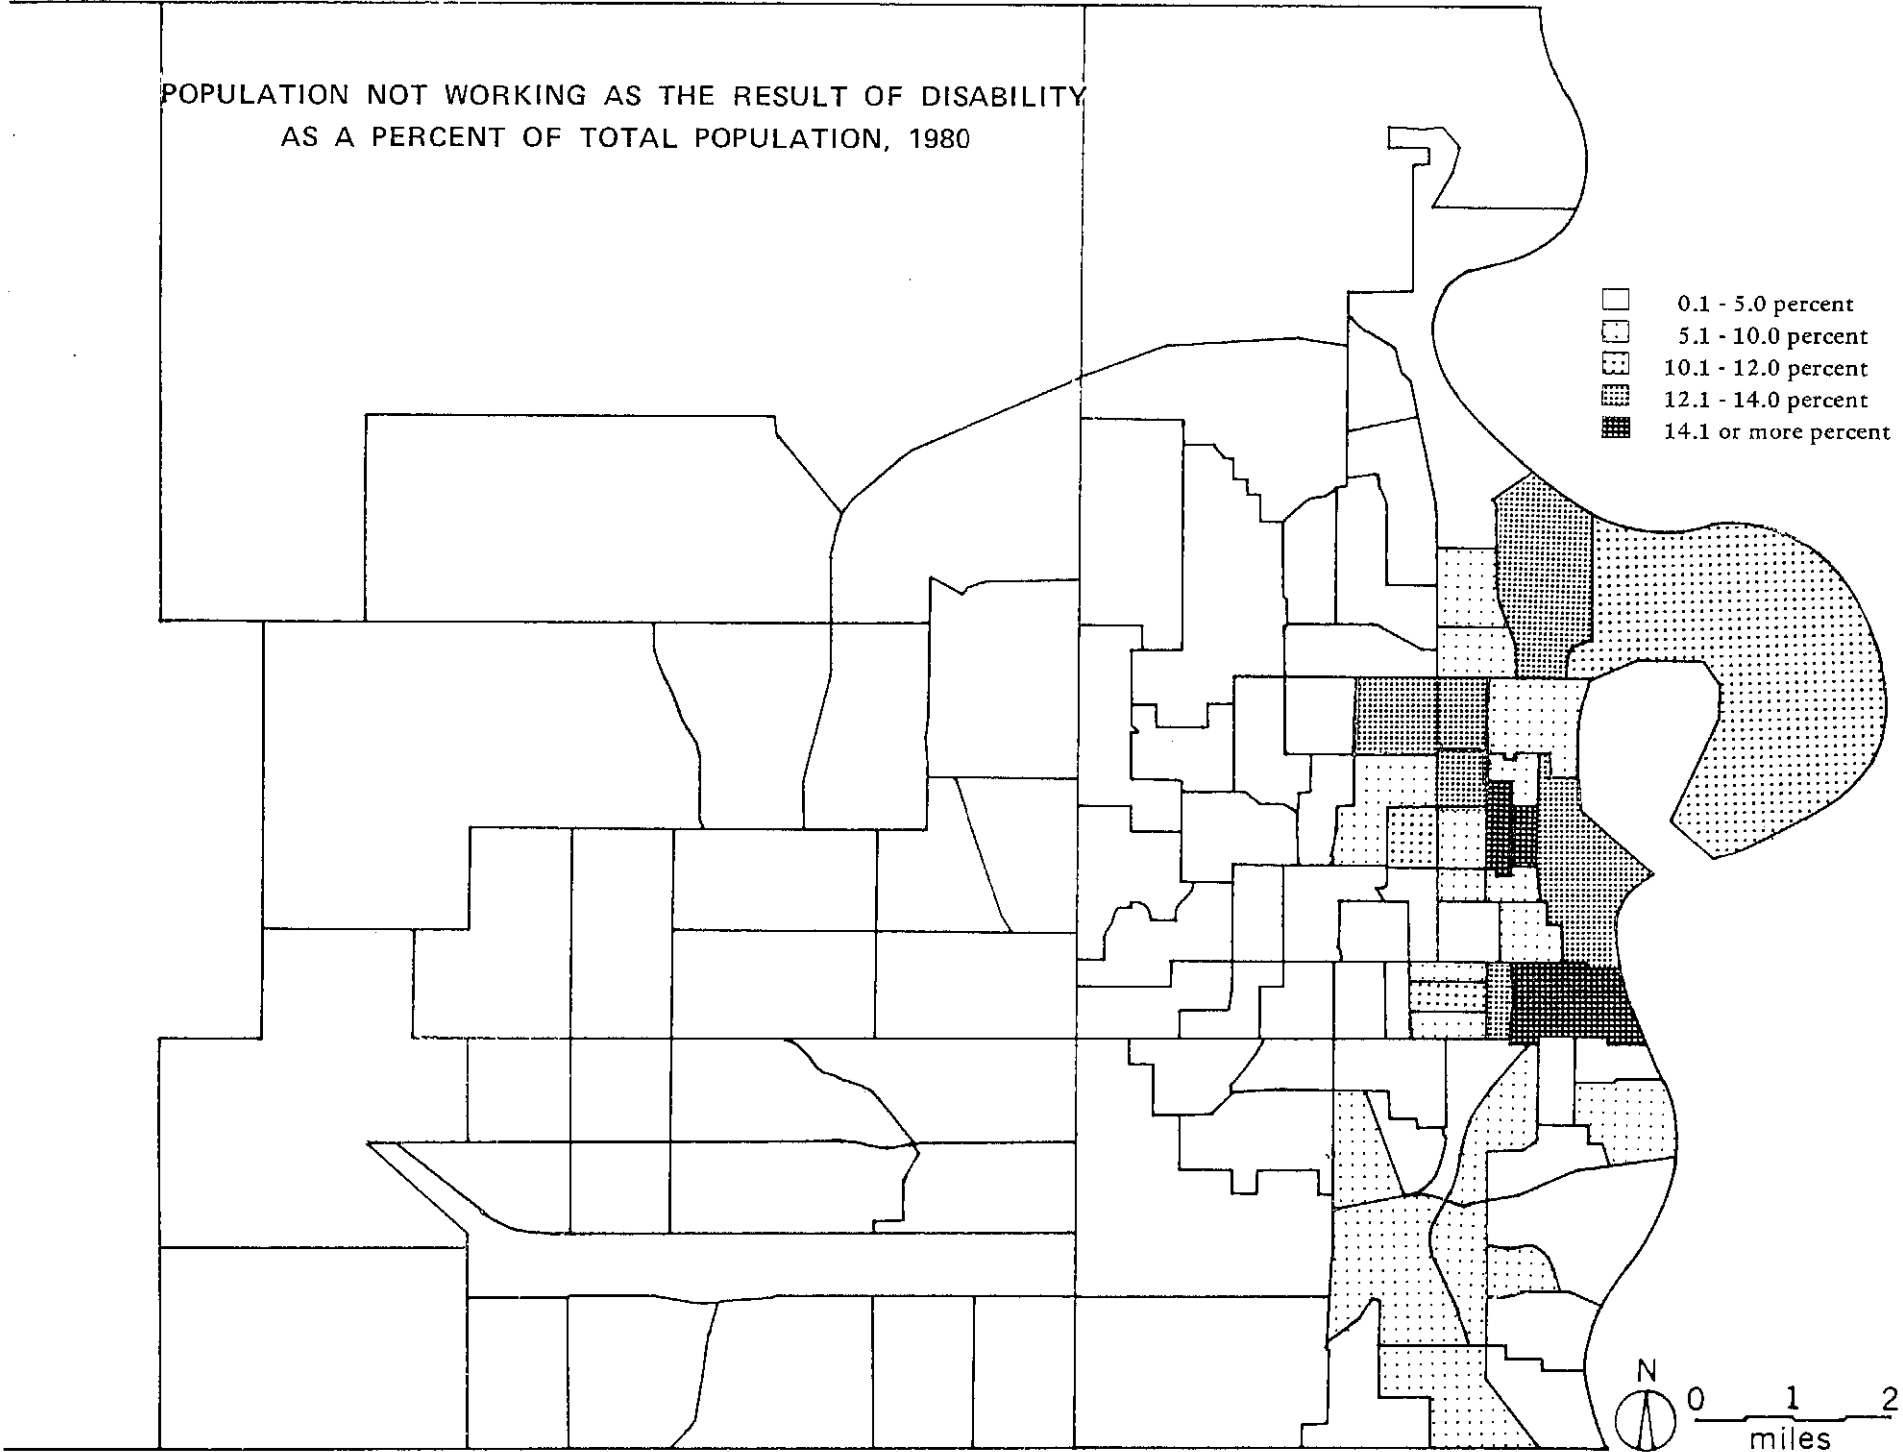 POPULATION NOT WORKING AS THE RESULT OF DISABILITY
AS A PERCENT OF TOTAL POPULATION, 1980
0.1 - 5.0 percent
5.1 - 10.0 percent
10.1 - 12.0 percent
12.1 - 14.0 percent
14.1 or more percent
N
0 1 2
miles